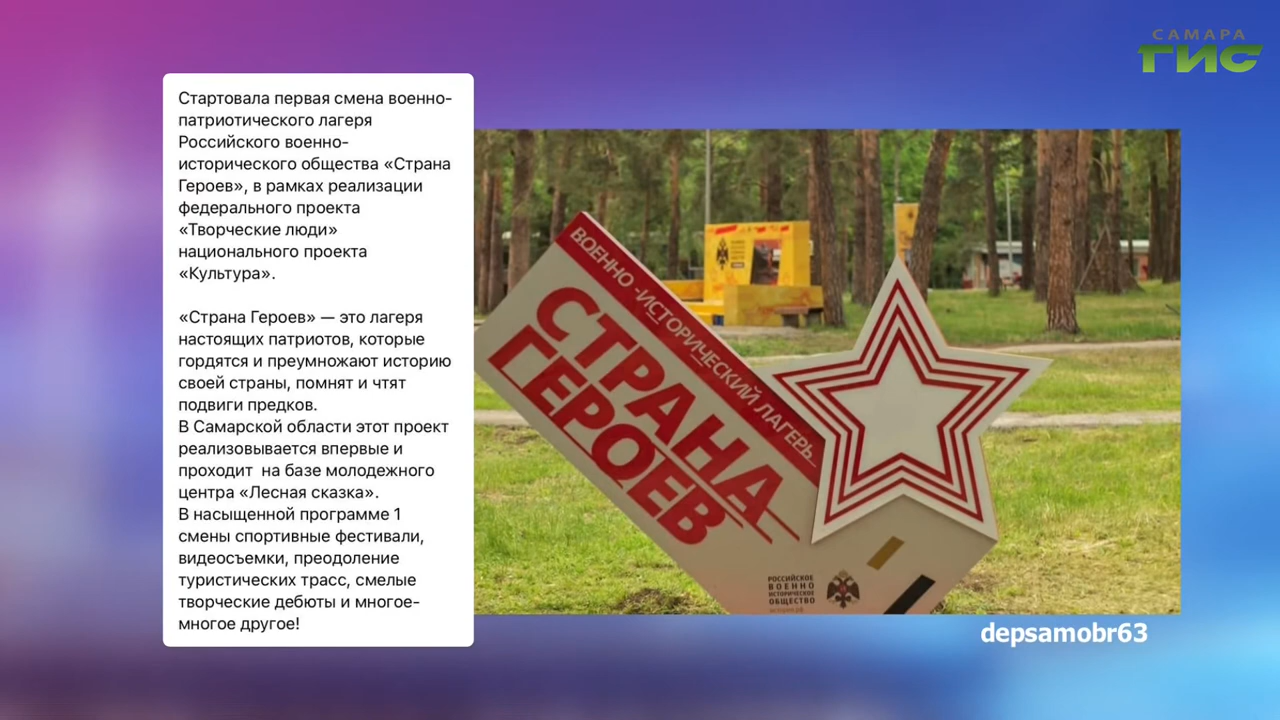 САМАРА
ГИС
Стартовала первая смена военно-
патриотического лагеря
Российского военно-
исторического общества «Страна
Героев», в рамках реализации
федерального проекта
«Творческие люди»
национального проекта
«Культура».
«Страна Героев» — это лагеря
настоящих патриотов, которые
гордятся и преумножают историю
своей страны, помнят и чтят
подвиги предков.
В Самарской области этот проект
реализовывается впервые и
проходит на базе молодежного
центра «Лесная сказка».
В насыщенной программе 1
смены спортивные фестивали,
видеосъемки, преодоление
туристических трасс, смелые
творческие дебюты и многое-
многое другое!
ВОЕННО-ИСТОРИЧЕСКИЙ ЛАГЕРЬ
СТРАНА
ГЕРОЕВ
РОССИЙСКОЕ
ВОЕННО
ИСТОРИЧЕСКОЕ
ОБЩЕСТВО
depsamobr63